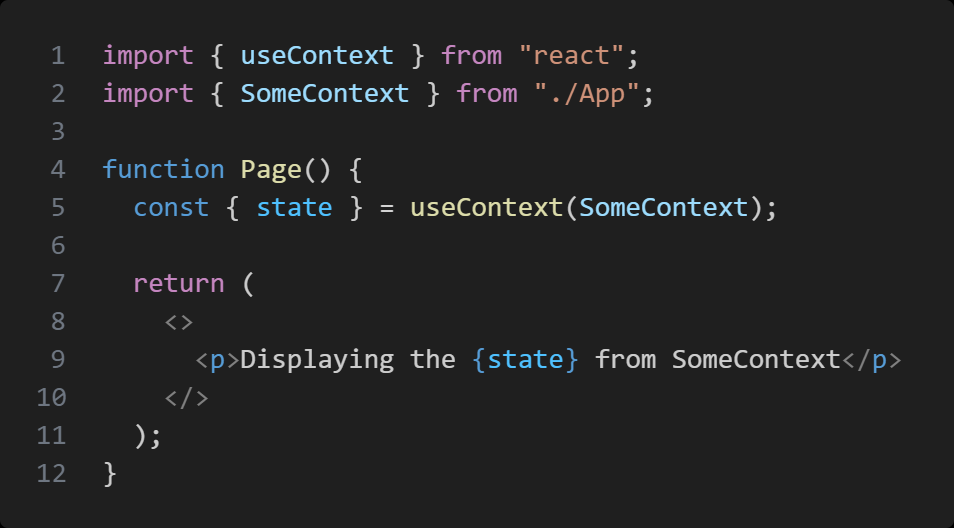 1 import { useContext } from "react";
2 import { SomeContext } from "./App";
3
4 function Page() {
5   const { state } = useContext(SomeContext);
6
7   return (
8     <>
9       <p>Displaying the {state} from SomeContext</p>
10     </>
11   );
12 }